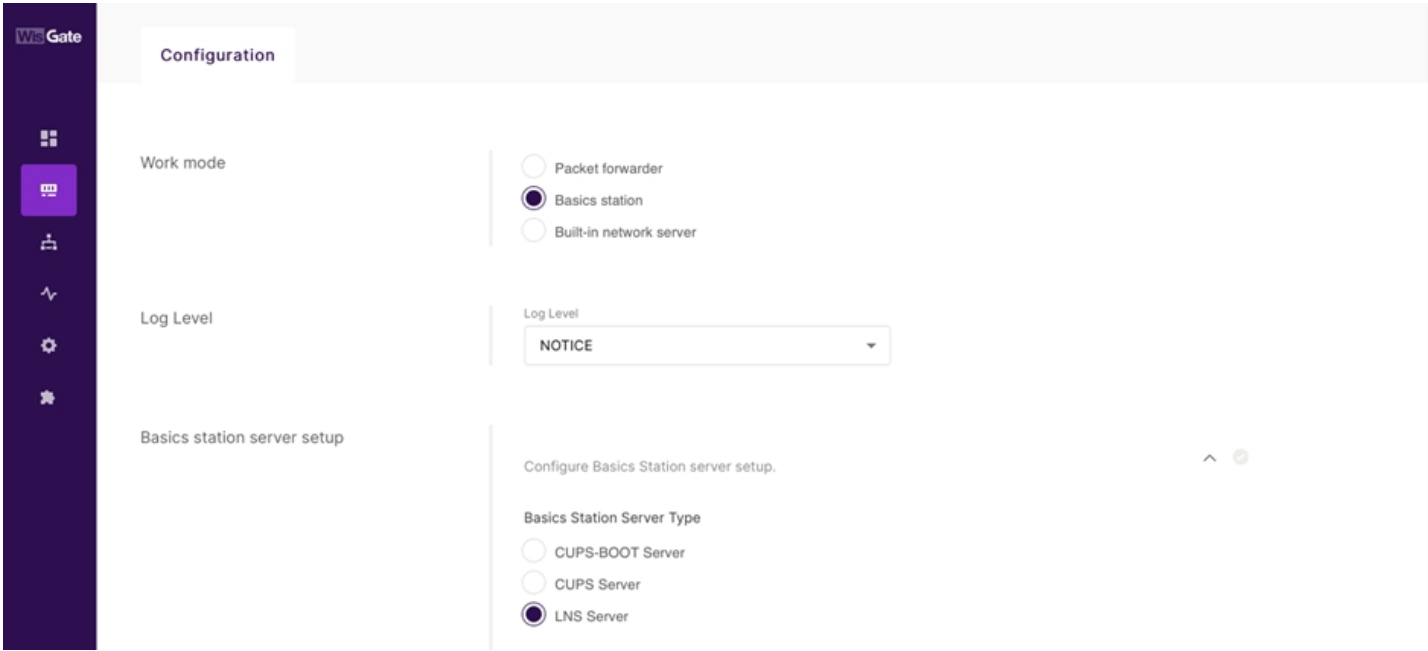 WisGate
Configuration
Work mode
Packet forwarder
Basics station
Built-in network server
Log Level
Log Level
NOTICE
Basics station server setup
Configure Basics Station server setup.
Basics Station Server Type
CUPS-BOOT Server
CUPS Server
LNS Server